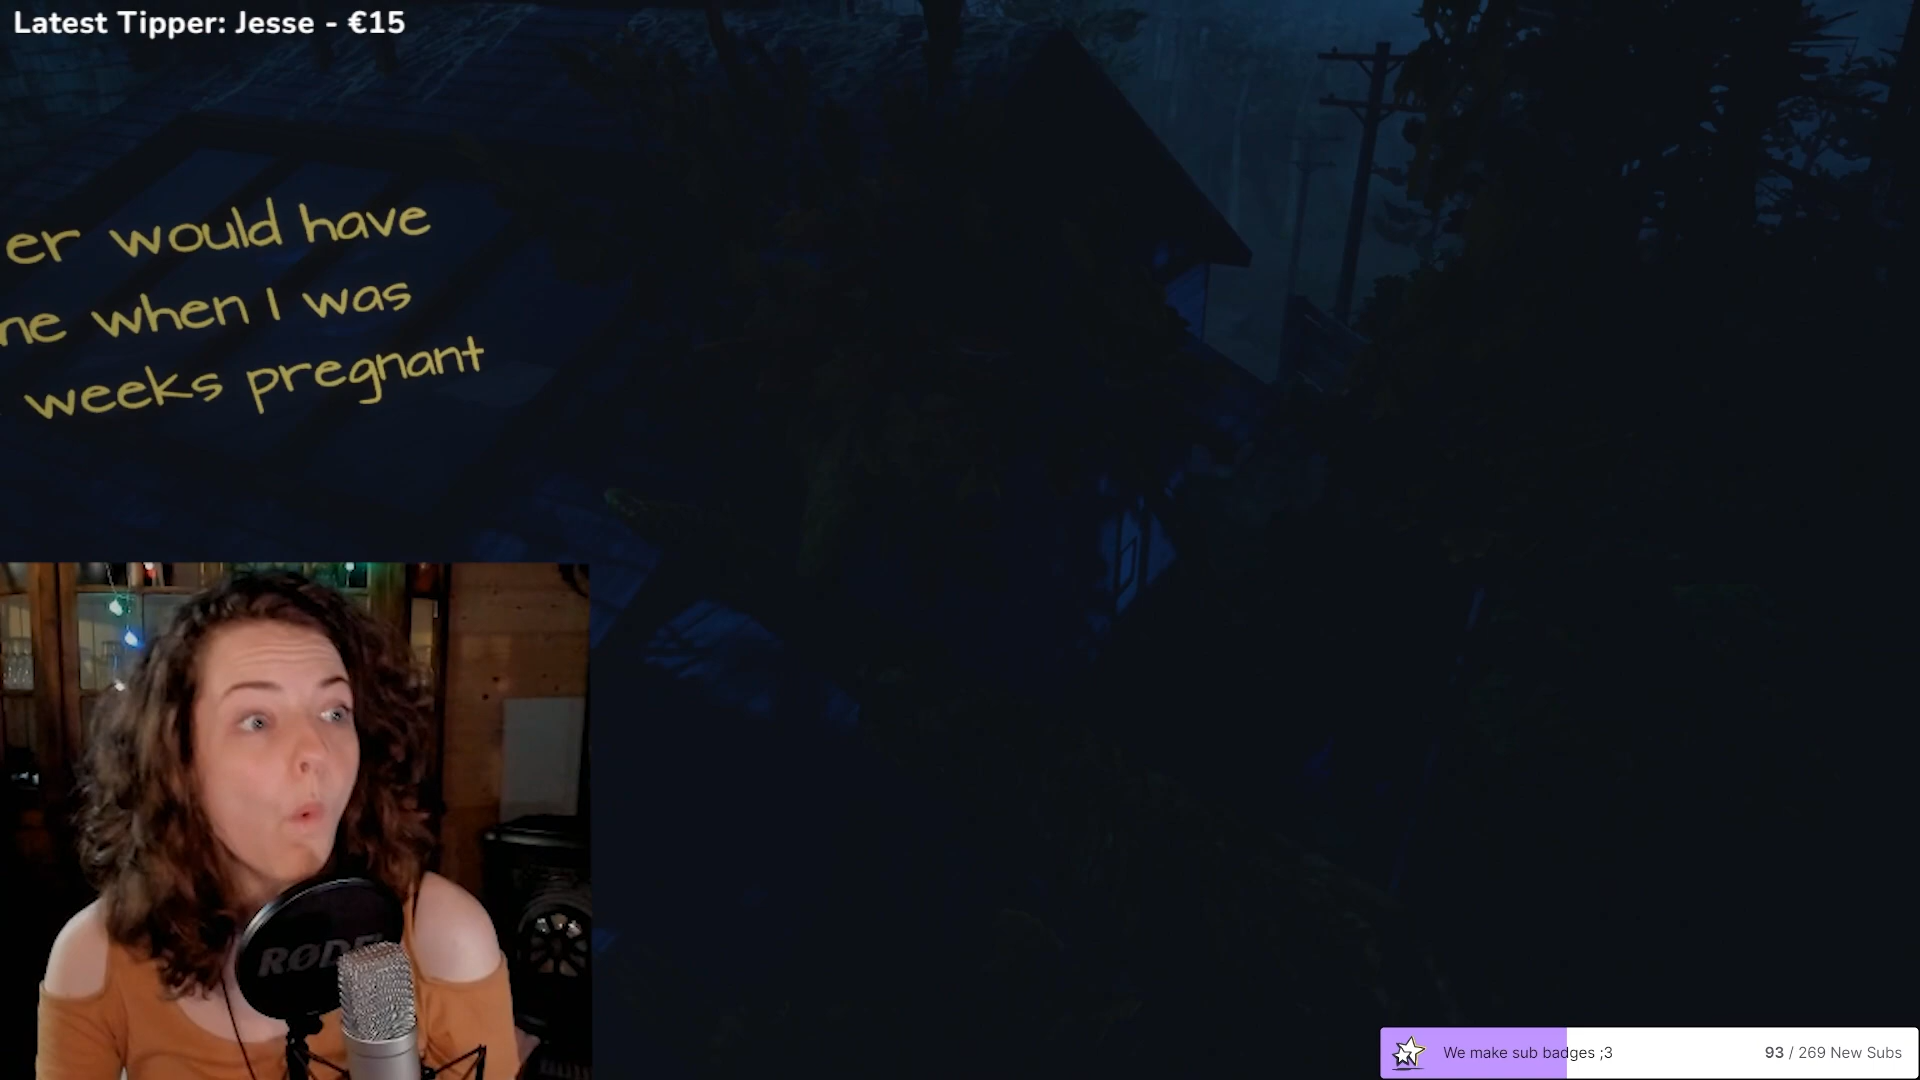 Latest Tipper: Jesse - €15
er would have
ne when I was
weeks pregnant
RØDE
We make sub badges ;3
93 / 269 New Subs